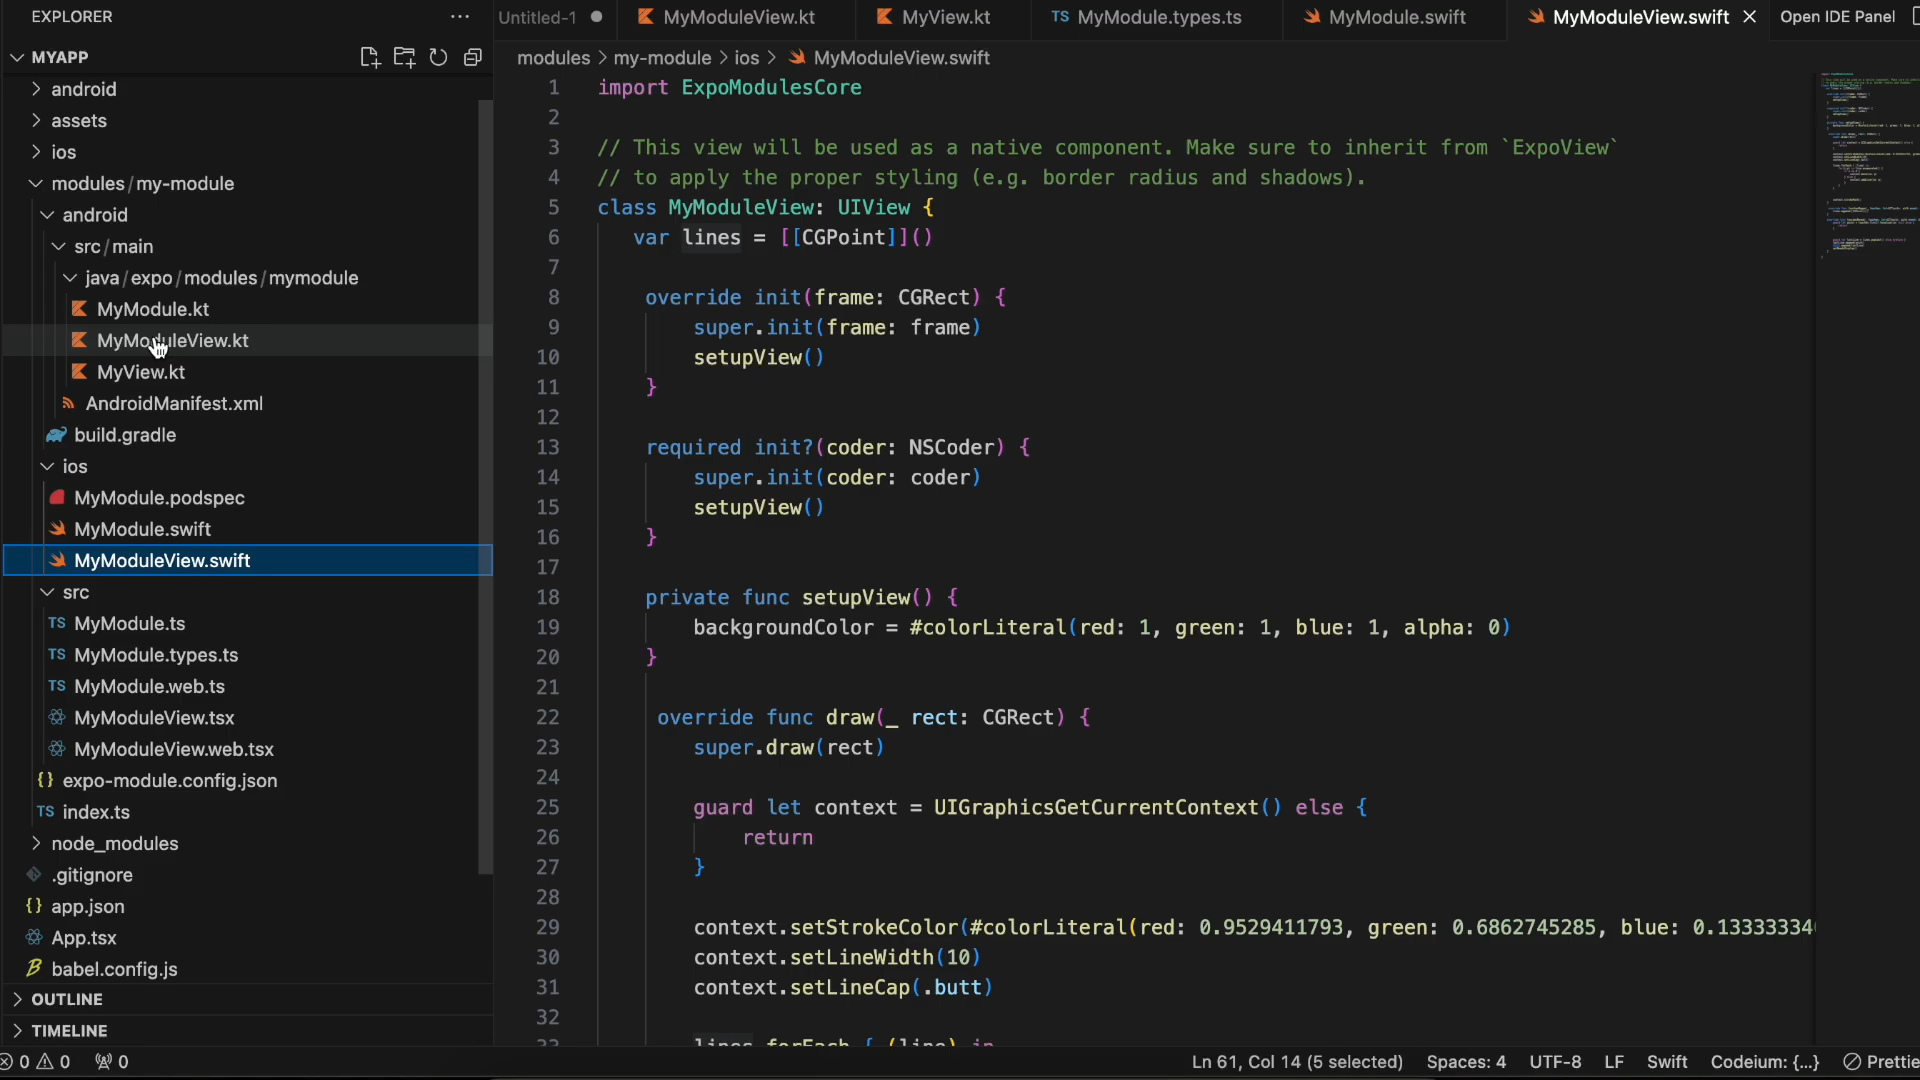 EXPLORER
MYAPP
android
assets
ios
modules/my-module
android
src/main
java/expo/modules/mymodule
MyModule.kt
MyModuleView.kt
MyView.kt
AndroidManifest.xml
build.gradle
ios
MyModule.podspec
MyModule.swift
MyModuleView.swift
src
TS MyModule.ts
TS MyModule.types.ts
TS MyModule.web.ts
MyModuleView.tsx
MyModuleView.web.tsx
{} expo-module.config.json
TS index.ts
node_modules
.gitignore
{} app.json
App.tsx
babel.config.js
OUTLINE
TIMELINE
Untitled-1 MyModuleView.kt MyView.kt TS MyModule.types.ts MyModule.swift MyModuleView.swift Open IDE Panel
modules > my-module > ios > MyModuleView.swift
1 import ExpoModulesCore
2
3 // This view will be used as a native component. Make sure to inherit from `ExpoView`
4 // to apply the proper styling (e.g. border radius and shadows).
5 class MyModuleView: UIView {
6 var lines = [[CGPoint]]()
7
8 override init(frame: CGRect) {
9 super.init(frame: frame)
10 setupView()
11 }
12
13 required init?(coder: NSCoder) {
14 super.init(coder: coder)
15 setupView()
16 }
17
18 private func setupView() {
19 backgroundColor = #colorLiteral(red: 1, green: 1, blue: 1, alpha: 0)
20 }
21
22 override func draw(_ rect: CGRect) {
23 super.draw(rect)
24
25 guard let context = UIGraphicsGetCurrentContext() else {
26 return
27 }
28
29 context.setStrokeColor(#colorLiteral(red: 0.9529411793, green: 0.6862745285, blue: 0.13333334
30 context.setLineWidth(10)
31 context.setLineCap(.butt)
32
33 lines.forEach { (line) in
0 0 0 Ln 61, Col 14 (5 selected) Spaces: 4 UTF-8 LF Swift Codeium: {...} Prettie